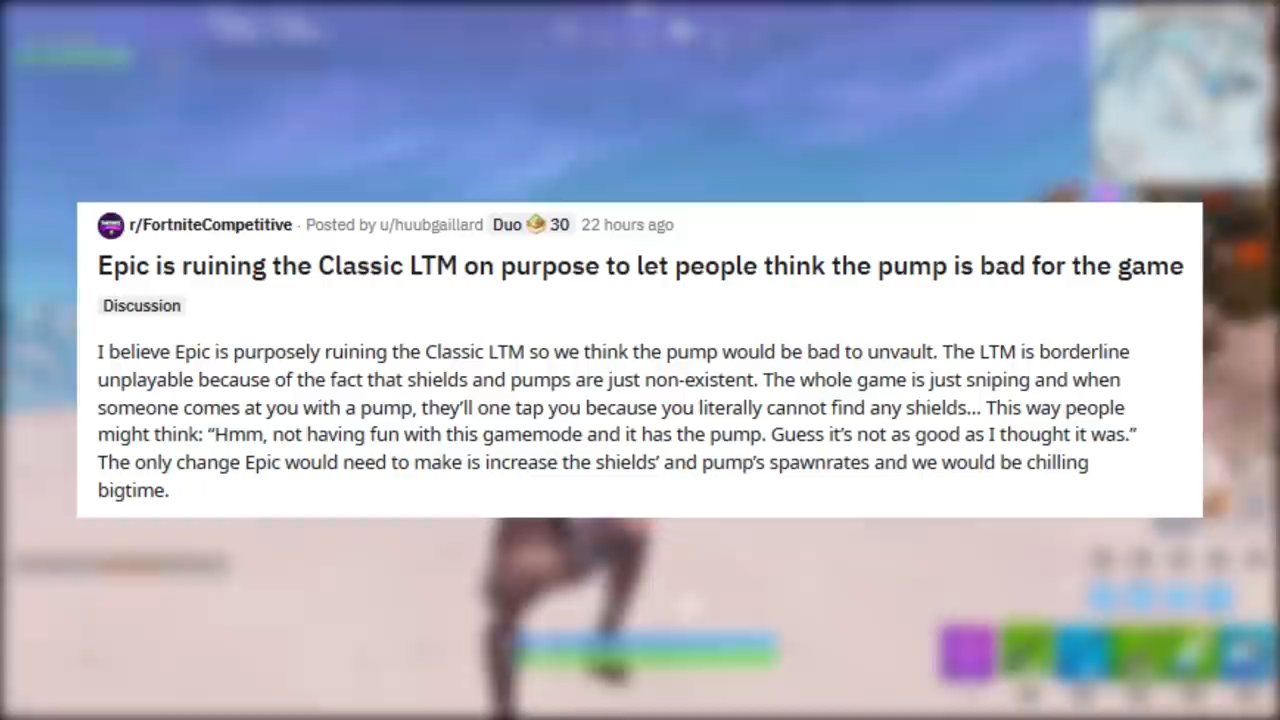 r/FortniteCompetitive · Posted by u/huubgaillard Duo 30 22 hours ago
Epic is ruining the Classic LTM on purpose to let people think the pump is bad for the game
Discussion
I believe Epic is purposely ruining the Classic LTM so we think the pump would be bad to unvault. The LTM is borderline
unplayable because of the fact that shields and pumps are just non-existent. The whole game is just sniping and when
someone comes at you with a pump, they’ll one tap you because you literally cannot find any shields... This way people
might think: “Hmm, not having fun with this gamemode and it has the pump. Guess it’s not as good as I thought it was.”
The only change Epic would need to make is increase the shields’ and pump’s spawnrates and we would be chilling
bigtime.